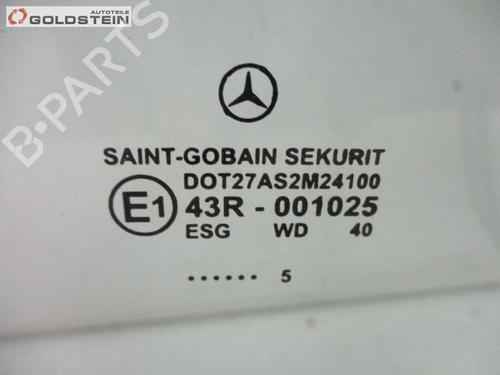 AUTOTEILE
GOLDSTEIN
B-PARTS
SAINT-GOBAIN SEKURIT
DOT27AS2M24100
E1 43R - 001025
ESG WD 40
...... 5